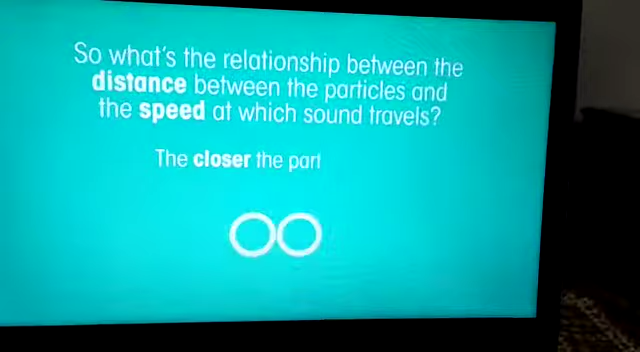 So what's the relationship between the
distance between the particles and
the speed at which sound travels?
The closer the part